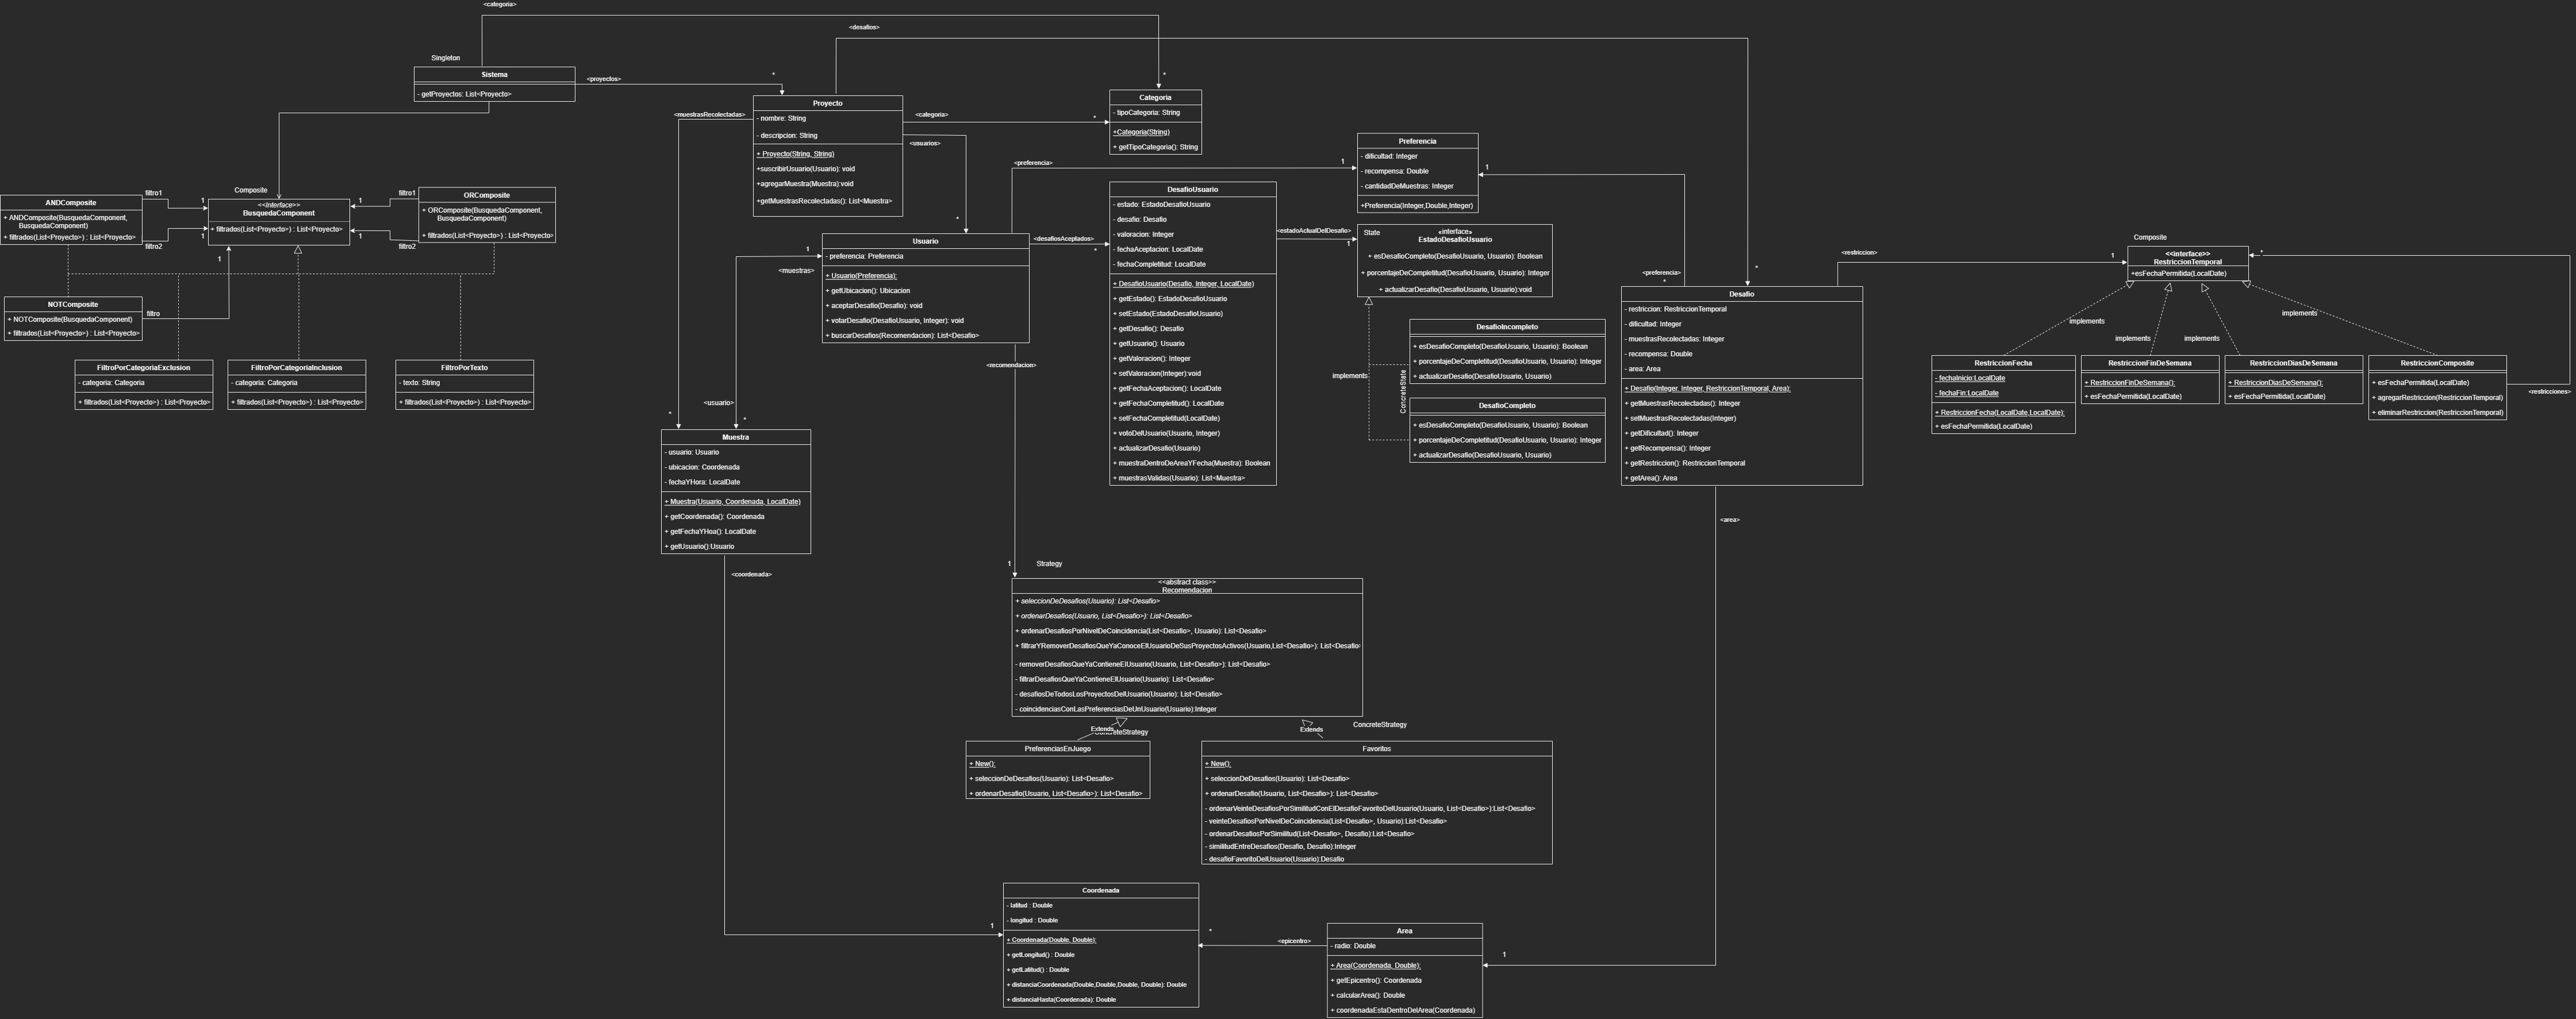 <categoria>
<desafios>
Singleton
Sistema
- getProyectos: List<Proyecto>
<proyectos>
*
*
Proyecto
- nombre: String
- descripcion: String
+ Proyecto(String, String)
+suscribirUsuario(Usuario): void
+agregarMuestra(Muestra):void
+getMuestrasRecolectadas(): List<Muestra>
<muestrasRecolectadas>
<categoria>
*
<usuarios>
*
Categoria
- tipoCategoria: String
+Categoria(String)
+ getTipoCategoria(): String
Preferencia
- dificultad: Integer
- recompensa: Double
- cantidadDeMuestras: Integer
+Preferencia(Integer,Double,Integer)
<preferencia>
1
1
Composite
ANDComposite
+ ANDComposite(BusquedaComponent,
BusquedaComponent)
+ filtrados(List<Proyecto>) : List<Proyecto>
filtro1
1
filtro2
1
<<Interface>>
BusquedaComponent
+ filtrados(List<Proyecto>) : List<Proyecto>
filtro1
1
filtro2
1
ORComposite
+ ORComposite(BusquedaComponent,
BusquedaComponent)
+ filtrados(List<Proyecto>) : List<Proyecto>
1
NOTComposite
+ NOTComposite(BusquedaComponent)
+ filtrados(List<Proyecto>) : List<Proyecto>
filtro
FiltroPorCategoriaExclusion
- categoria: Categoria
+ filtrados(List<Proyecto>) : List<Proyecto>
FiltroPorCategoriaInclusion
- categoria: Categoria
+ filtrados(List<Proyecto>) : List<Proyecto>
FiltroPorTexto
- texto: String
+ filtrados(List<Proyecto>) : List<Proyecto>
Usuario
- preferencia: Preferencia
+ Usuario(Preferencia):
+ getUbicacion(): Ubicacion
+ aceptarDesafio(Desafio): void
+ votarDesafio(DesafioUsuario, Integer): void
+ buscarDesafios(Recomendacion): List<Desafio>
1
<muestras>
<desafiosAceptados>
*
<recomendacion>
<usuario>
*
*
DesafioUsuario
- estado: EstadoDesafioUsuario
- desafio: Desafio
- valoracion: Integer
- fechaAceptacion: LocalDate
- fechaCompletitud: LocalDate
+ DesafioUsuario(Desafio, Integer, LocalDate)
+ getEstado(): EstadoDesafioUsuario
+ setEstado(EstadoDesafioUsuario)
+ getDesafio(): Desafio
+ getUsuario(): Usuario
+ getValoracion(): Integer
+ setValoracion(Integer):void
+ getFechaAceptacion(): LocalDate
+ getFechaCompletitud(): LocalDate
+ setFechaCompletitud(LocalDate)
+ votoDelUsuario(Usuario, Integer)
+ actualizarDesafio(Usuario)
+ muestraDentroDeAreaYFecha(Muestra): Boolean
+ muestrasValidas(Usuario): List<Muestra>
<estadoActualDelDesafio>
1
State
«interface»
EstadoDesafioUsuario
+ esDesafioCompleto(DesafioUsuario, Usuario): Boolean
+ porcentajeDeCompletitud(DesafioUsuario, Usuario): Integer
+ actualizarDesafio(DesafioUsuario, Usuario):void
implements
ConcreteState
DesafioIncompleto
+ esDesafioCompleto(DesafioUsuario, Usuario): Boolean
+ porcentajeDeCompletitud(DesafioUsuario, Usuario): Integer
+ actualizarDesafio(DesafioUsuario, Usuario)
DesafioCompleto
+ esDesafioCompleto(DesafioUsuario, Usuario): Boolean
+ porcentajeDeCompletitud(DesafioUsuario, Usuario): Integer
+ actualizarDesafio(DesafioUsuario, Usuario)
<preferencia>
*
*
Desafio
- restriccion: RestriccionTemporal
- dificultad: Integer
- muestrasRecolectadas: Integer
- recompensa: Double
- area: Area
+ Desafio(Integer, Integer, RestriccionTemporal, Area):
+ getMuestrasRecolectadas(): Integer
+ setMuestrasRecolectadas(Integer)
+ getDificultad(): Integer
+ getRecompensa(): Integer
+ getRestriccion(): RestriccionTemporal
+ getArea(): Area
<restriccion>
1
Composite
<<interface>>
RestriccionTemporal
+esFechaPermitida(LocalDate)
*
implements
implements
implements
implements
RestriccionFecha
- fechaInicio:LocalDate
- fechaFin:LocalDate
+ RestriccionFecha(LocalDate,LocalDate):
+ esFechaPermitida(LocalDate)
RestriccionFinDeSemana
+ RestriccionFinDeSemana():
+ esFechaPermitida(LocalDate)
RestriccionDiasDeSemana
+ RestriccionDiasDeSemana():
+ esFechaPermitida(LocalDate)
RestriccionComposite
+ esFechaPermitida(LocalDate)
+ agregarRestriccion(RestriccionTemporal)
+ eliminarRestriccion(RestriccionTemporal)
<restricciones>
Muestra
- usuario: Usuario
- ubicacion: Coordenada
- fechaYHora: LocalDate
+ Muestra(Usuario, Coordenada, LocalDate)
+ getCoordenada(): Coordenada
+ getFechaYHoa(): LocalDate
+ getUsuario():Usuario
<coordenada>
<area>
1
Strategy
<<abstract class>>
Recomendacion
+ seleccionDeDesafios(Usuario): List<Desafio>
+ ordenarDesafios(Usuario, List<Desafio>): List<Desafio>
+ ordenarDesafiosPorNivelDeCoincidencia(List<Desafio>, Usuario): List<Desafio>
+ filtrarYRemoverDesafiosQueYaConoceElUsuarioDeSusProyectosActivos(Usuario,List<Desafio>): List<Desafio>
- removerDesafiosQueYaContieneElUsuario(Usuario, List<Desafio>): List<Desafio>
- filtrarDesafiosQueYaContieneElUsuario(Usuario): List<Desafio>
- desafiosDeTodosLosProyectosDelUsuario(Usuario): List<Desafio>
- coincidenciasConLasPreferenciasDeUnUsuario(Usuario):Integer
Extends
ConcreteStrategy
Extends
ConcreteStrategy
PreferenciasEnJuego
+ New():
+ seleccionDeDesafios(Usuario): List<Desafio>
+ ordenarDesafio(Usuario, List<Desafio>): List<Desafio>
Favoritos
+ New():
+ seleccionDeDesafios(Usuario): List<Desafio>
+ ordenarDesafio(Usuario, List<Desafio>): List<Desafio>
- ordenarVeinteDesafiosPorSimilitudConElDesafioFavoritoDelUsuario(Usuario, List<Desafio>):List<Desafio>
- veinteDesafiosPorNivelDeCoincidencia(List<Desafio>, Usuario):List<Desafio>
- ordenarDesafiosPorSimilitud(List<Desafio>, Desafio):List<Desafio>
- similitudEntreDesafios(Desafio, Desafio):Integer
- desafioFavoritoDelUsuario(Usuario):Desafio
Coordenada
- latitud : Double
- longitud : Double
+ Coordenada(Double, Double):
+ getLongitud() : Double
+ getLatitud() : Double
+ distanciaCoordenada(Double,Double,Double, Double): Double
+ distanciaHasta(Coordenada): Double
1
*
<epicentro>
Area
- radio: Double
+ Area(Coordenada, Double):
+ getEpicentro(): Coordenada
+ calcularArea(): Double
+ coordenadaEstaDentroDelArea(Coordenada)
1